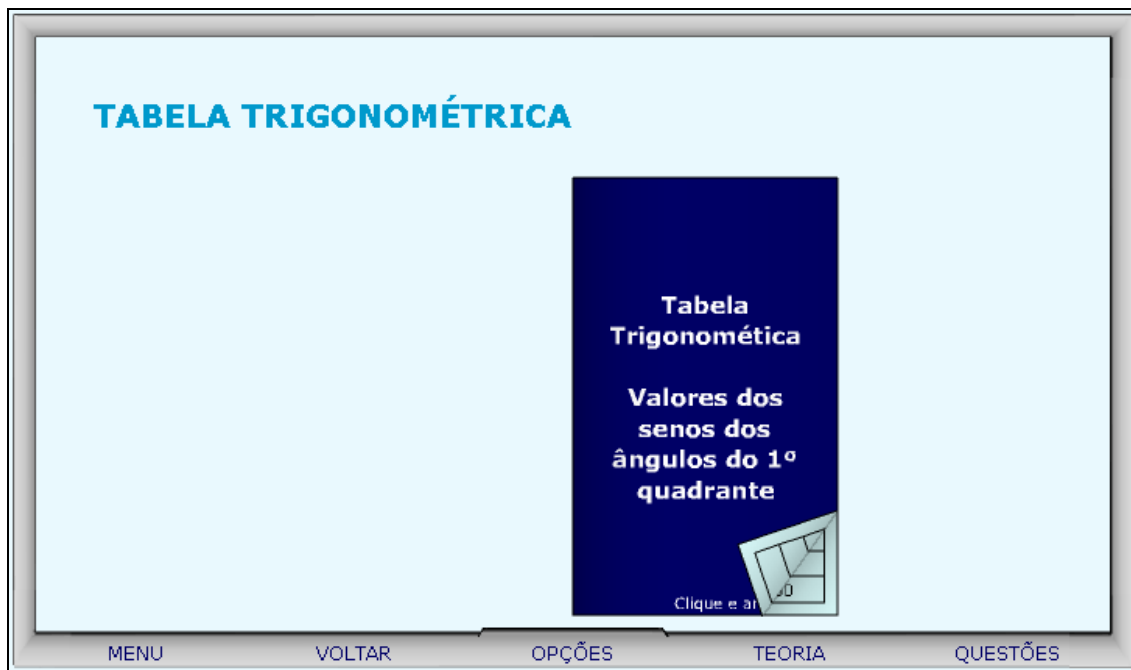 TABELA TRIGONOMÉTRICA
Tabela
Trigonomética
Valores dos
senos dos
ângulos do 1º
quadrante
Clique e
MENU VOLTAR OPÇÕES TEORIA QUESTÕES